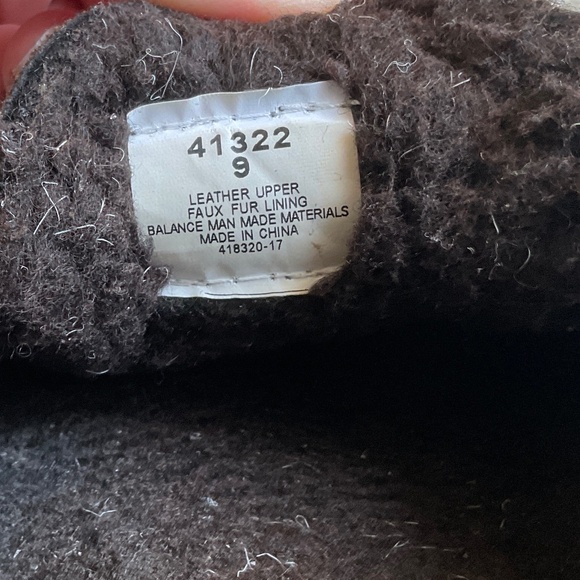 41322
9
LEATHER UPPER
FAUX FUR LINING
BALANCE MAN MADE MATERIALS
MADE IN CHINA
418320-17